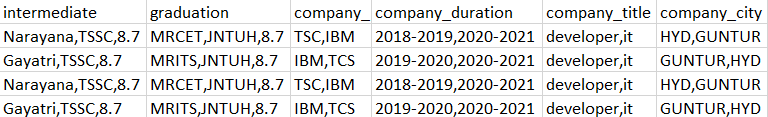 intermediate graduation company_ company_duration company_title company_city
Narayana,TSSC,8.7 MRCET,JNTUH,8.7 TSC,IBM 2018-2019,2020-2021 developer,it HYD,GUNTUR
Gayatri,TSSC,8.7 MRITS,JNTUH,8.7 IBM,TCS 2019-2020,2020-2021 developer,it GUNTUR,HYD
Narayana,TSSC,8.7 MRCET,JNTUH,8.7 TSC,IBM 2018-2019,2020-2021 developer,it HYD,GUNTUR
Gayatri,TSSC,8.7 MRITS,JNTUH,8.7 IBM,TCS 2019-2020,2020-2021 developer,it GUNTUR,HYD